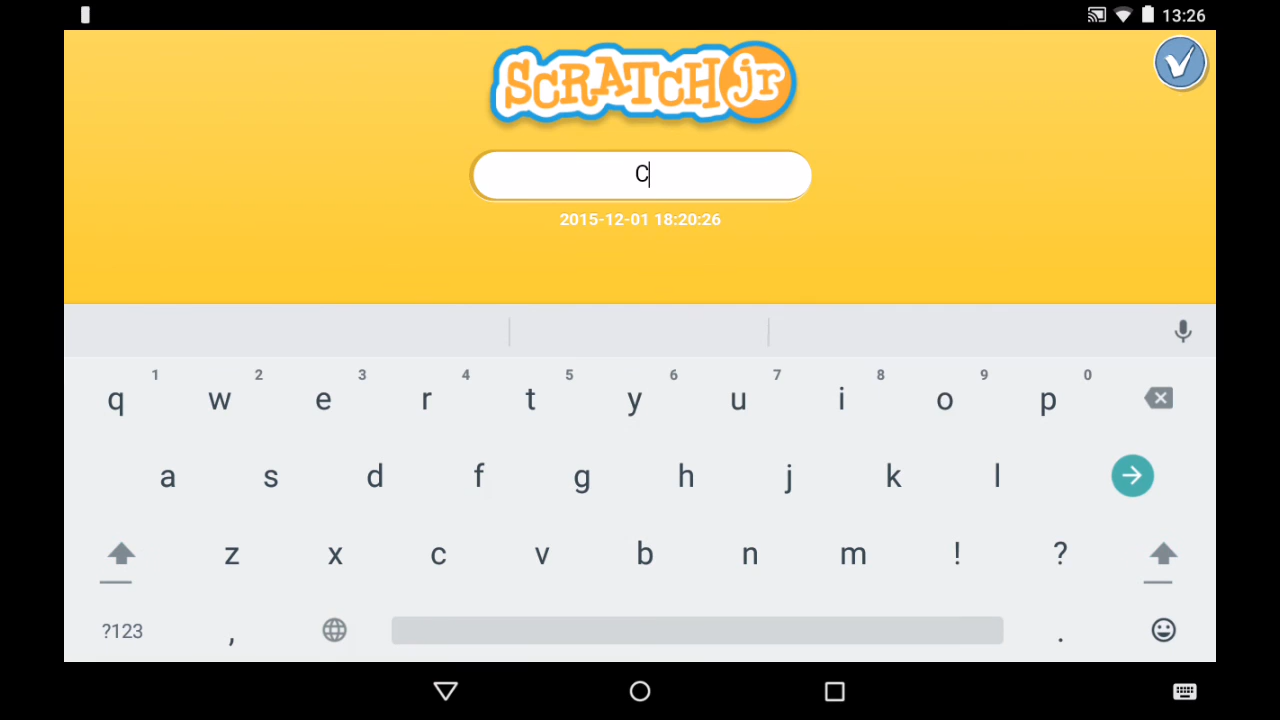 13:26
SCRATCH jr
C
2015-12-01 18:20:26
1 2 3 4 5 6 7 8 9 0
q w e r t y u i o p
a s d f g h j k l
z x c v b n m ! ?
?123 , .